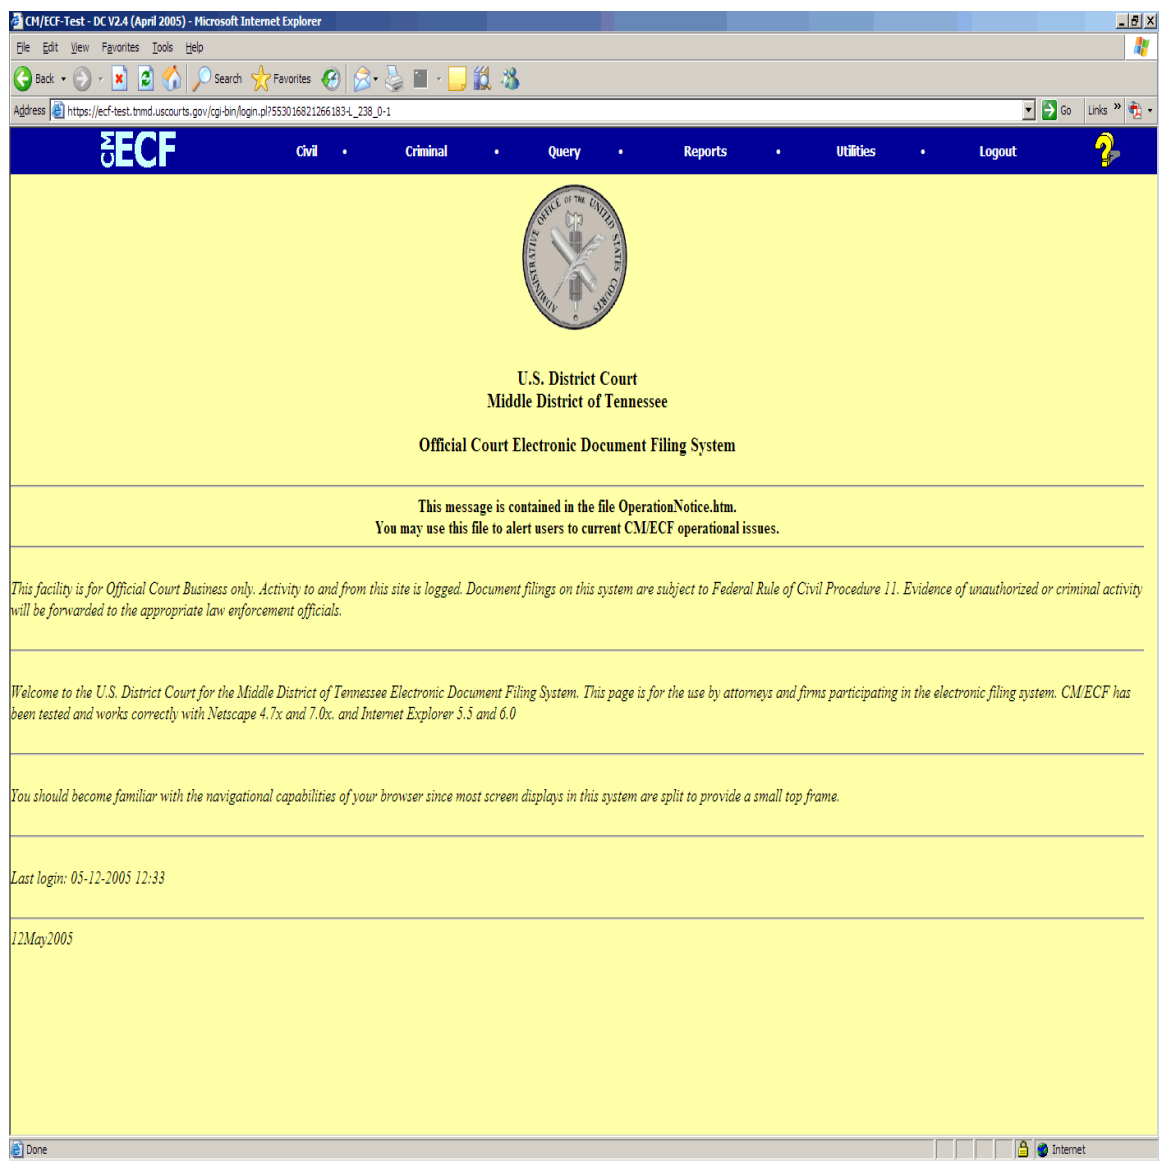 CM/ECF-Test - DC V2.4 (April 2005) - Microsoft Internet Explorer
File Edit View Favorites Tools Help
Back Search Favorites
Address https://ecf-test.tnmd.uscourts.gov/cgi-bin/login.pl?553016821266183-L_238_0-1 Go Links »
CM ECF Civil • Criminal • Query • Reports • Utilities • Logout ?
ADMINISTRATIVE OFFICE OF THE UNITED STATES COURTS
U.S. District Court
Middle District of Tennessee
Official Court Electronic Document Filing System
This message is contained in the file OperationNotice.htm.
You may use this file to alert users to current CM/ECF operational issues.
This facility is for Official Court Business only. Activity to and from this site is logged. Document filings on this system are subject to Federal Rule of Civil Procedure 11. Evidence of unauthorized or criminal activity
will be forwarded to the appropriate law enforcement officials.
Welcome to the U.S. District Court for the Middle District of Tennessee Electronic Document Filing System. This page is for the use by attorneys and firms participating in the electronic filing system. CM/ECF has
been tested and works correctly with Netscape 4.7x and 7.0x. and Internet Explorer 5.5 and 6.0
You should become familiar with the navigational capabilities of your browser since most screen displays in this system are split to provide a small top frame.
Last login: 05-12-2005 12:33
12May2005
Done Internet